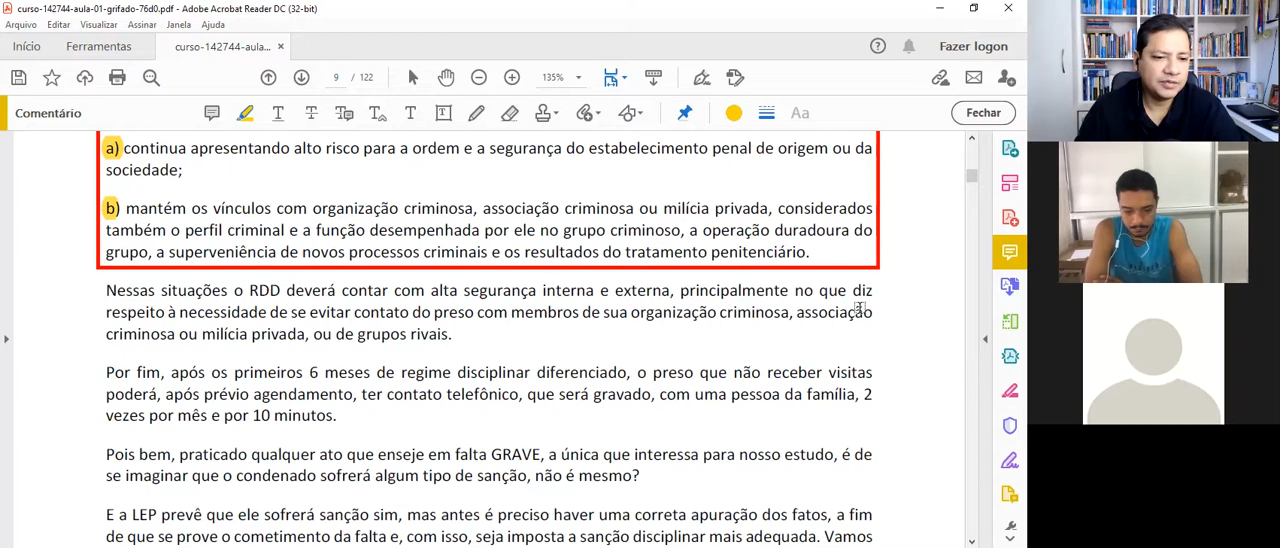 curso-142744-aula-01-grifado-76d0.pdf - Adobe Acrobat Reader DC (32-bit)
Arquivo Editar Visualizar Assinar Janela Ajuda
Início Ferramentas curso-142744-aula... × Fazer logon
9 / 122 135%
Comentário Aa Fechar
a) continua apresentando alto risco para a ordem e a segurança do estabelecimento penal de origem ou da
sociedade;
b) mantém os vínculos com organização criminosa, associação criminosa ou milícia privada, considerados
também o perfil criminal e a função desempenhada por ele no grupo criminoso, a operação duradoura do
grupo, a superveniência de novos processos criminais e os resultados do tratamento penitenciário.
Nessas situações o RDD deverá contar com alta segurança interna e externa, principalmente no que diz
respeito à necessidade de se evitar contato do preso com membros de sua organização criminosa, associação
criminosa ou milícia privada, ou de grupos rivais.
Por fim, após os primeiros 6 meses de regime disciplinar diferenciado, o preso que não receber visitas
poderá, após prévio agendamento, ter contato telefônico, que será gravado, com uma pessoa da família, 2
vezes por mês e por 10 minutos.
Pois bem, praticado qualquer ato que enseje em falta GRAVE, a única que interessa para nosso estudo, é de
se imaginar que o condenado sofrerá algum tipo de sanção, não é mesmo?
E a LEP prevê que ele sofrerá sanção sim, mas antes é preciso haver uma correta apuração dos fatos, a fim
de que se prove o cometimento da falta e, com isso, seja imposta a sanção disciplinar mais adequada. Vamos